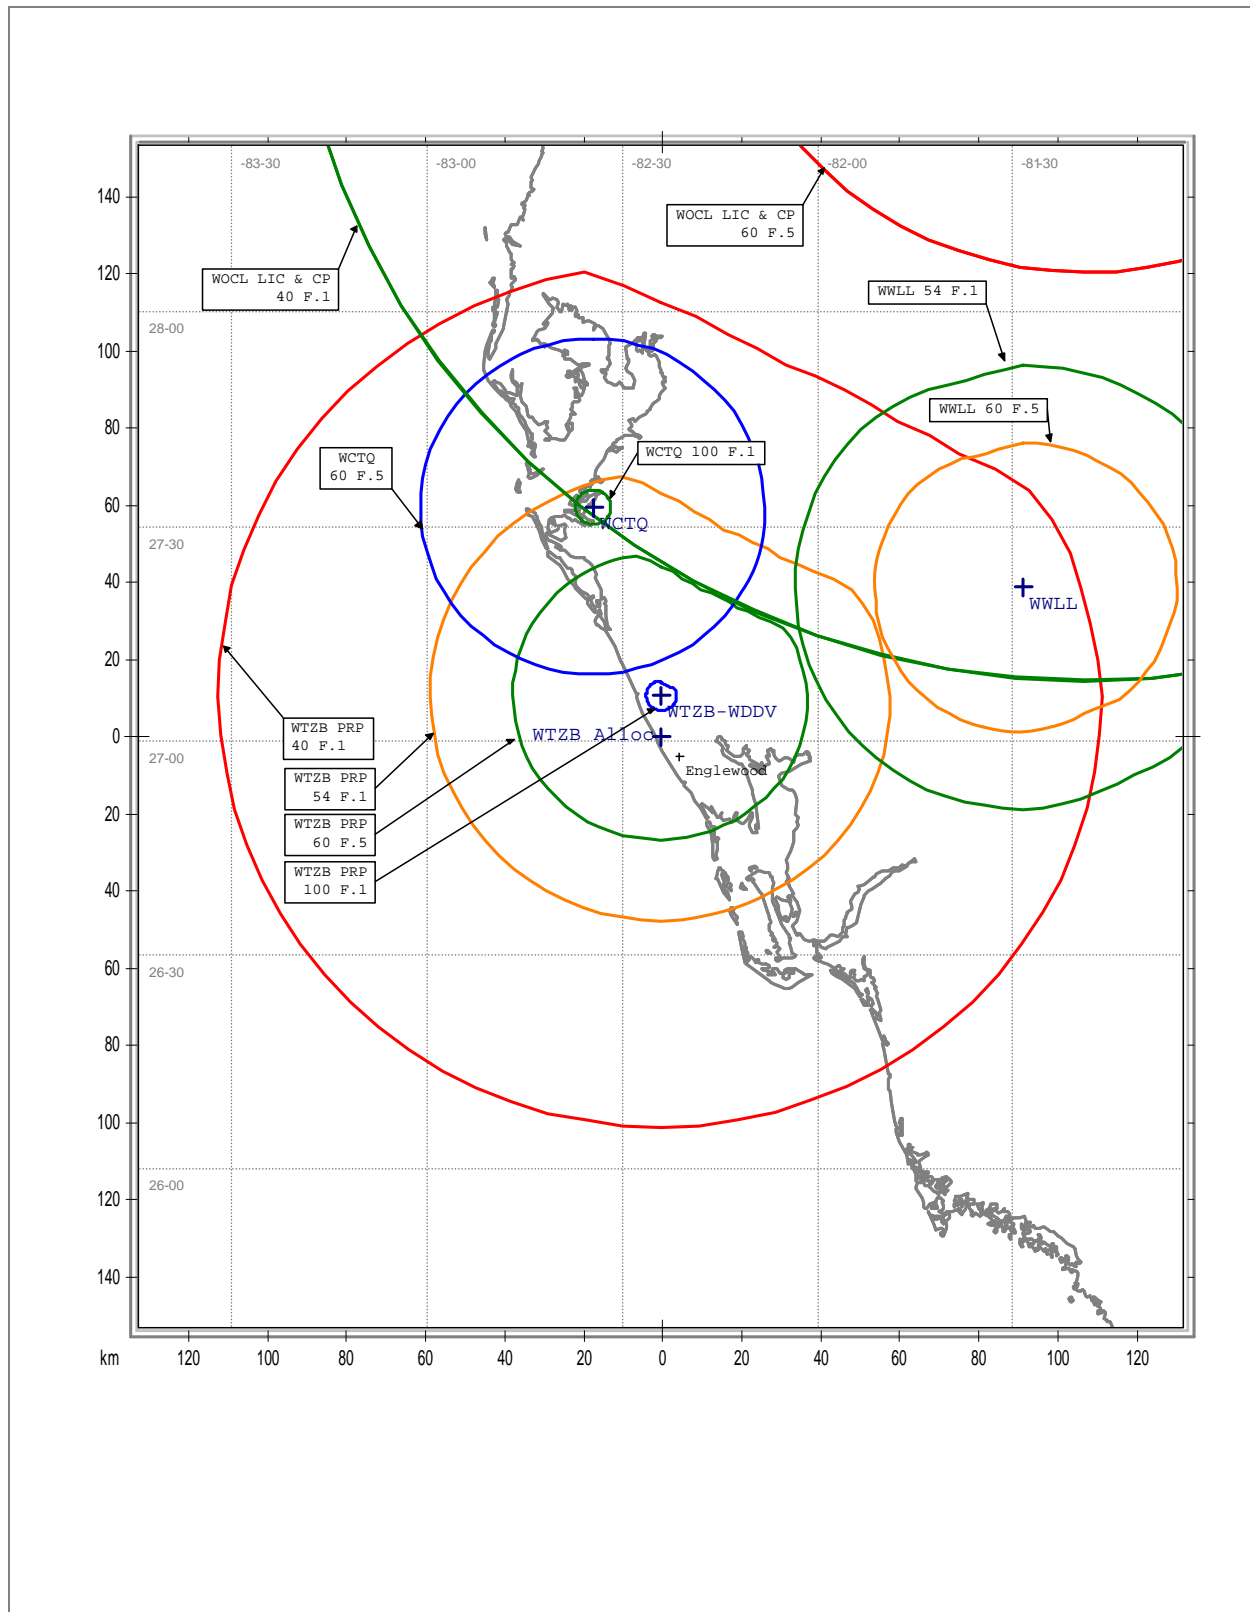 -83-30
-83-00
-82-30
-82-00
-81-30
140
120
100
80
60
40
20
0
20
40
60
80
100
120
140
28-00
27-30
27-00
26-30
26-00
WOCL LIC & CP
60 F.5
WOCL LIC & CP
40 F.1
WWLL 54 F.1
WWLL 60 F.5
WCTQ
60 F.5
WCTQ 100 F.1
WCTQ
WWLL
WTZB-WDDV
WTZB Alloc
Englewood
WTZB PRP
40 F.1
WTZB PRP
54 F.1
WTZB PRP
60 F.5
WTZB PRP
100 F.1
km
120
100
80
60
40
20
0
20
40
60
80
100
120